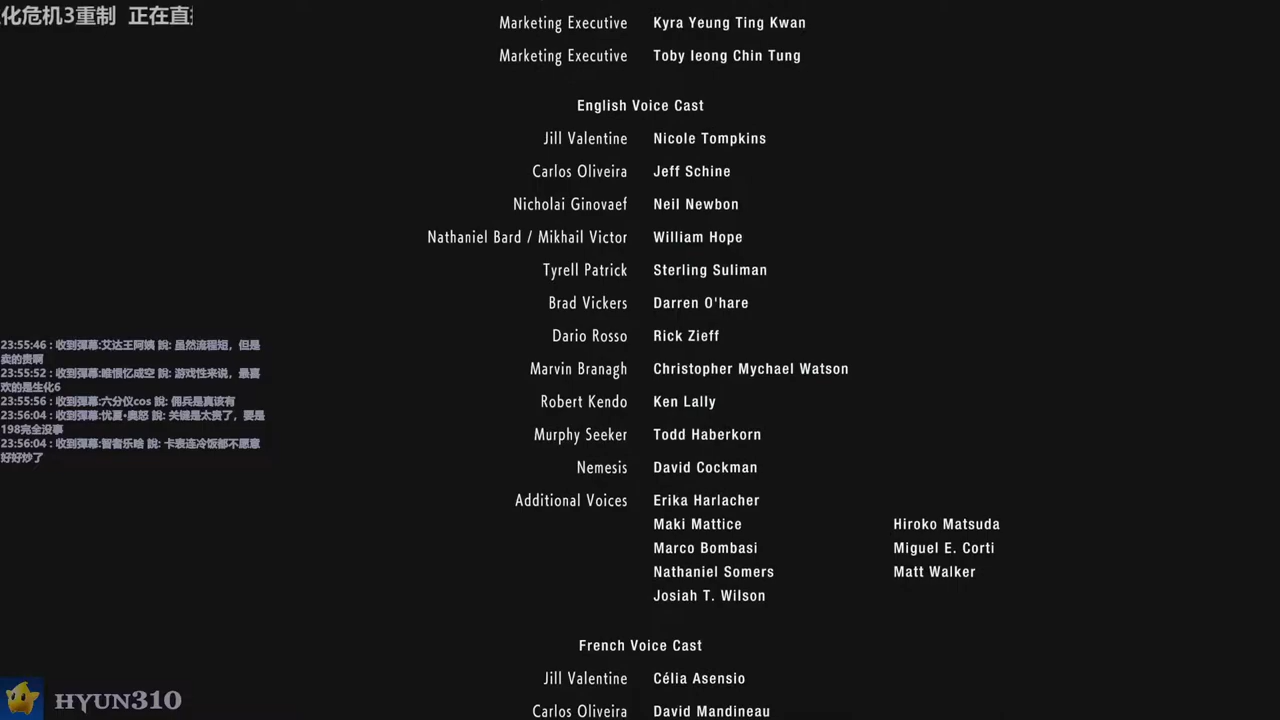 化危机3重制 正在直
Marketing Executive Kyra Yeung Ting Kwan
Marketing Executive Toby Ieong Chin Tung
English Voice Cast
Jill Valentine Nicole Tompkins
Carlos Oliveira Jeff Schine
Nicholai Ginovaef Neil Newbon
Nathaniel Bard / Mikhail Victor William Hope
Tyrell Patrick Sterling Suliman
Brad Vickers Darren O'hare
Dario Rosso Rick Zieff
Marvin Branagh Christopher Mychael Watson
Robert Kendo Ken Lally
Murphy Seeker Todd Haberkorn
Nemesis David Cockman
Additional Voices Erika Harlacher
Maki Mattice Hiroko Matsuda
Marco Bombasi Miguel E. Corti
Nathaniel Somers Matt Walker
Josiah T. Wilson
French Voice Cast
Jill Valentine Célia Asensio
Carlos Oliveira David Mandineau
23:55:46 : 收到弹幕:艾达王阿姨 說: 虽然流程短，但是
卖的贵啊
23:55:52 : 收到弹幕:唯恨忆成空 說: 游戏性来说，最喜
欢的是生化6
23:55:56 : 收到弹幕:六分仪cos 說: 佣兵是真该有
23:56:04 : 收到弹幕:忧夏•奥怒 說: 关键是太贵了，要是
198完全没事
23:56:04 : 收到弹幕:智者乐啥 說: 卡表连冷饭都不愿意
好好炒了
HYUN310